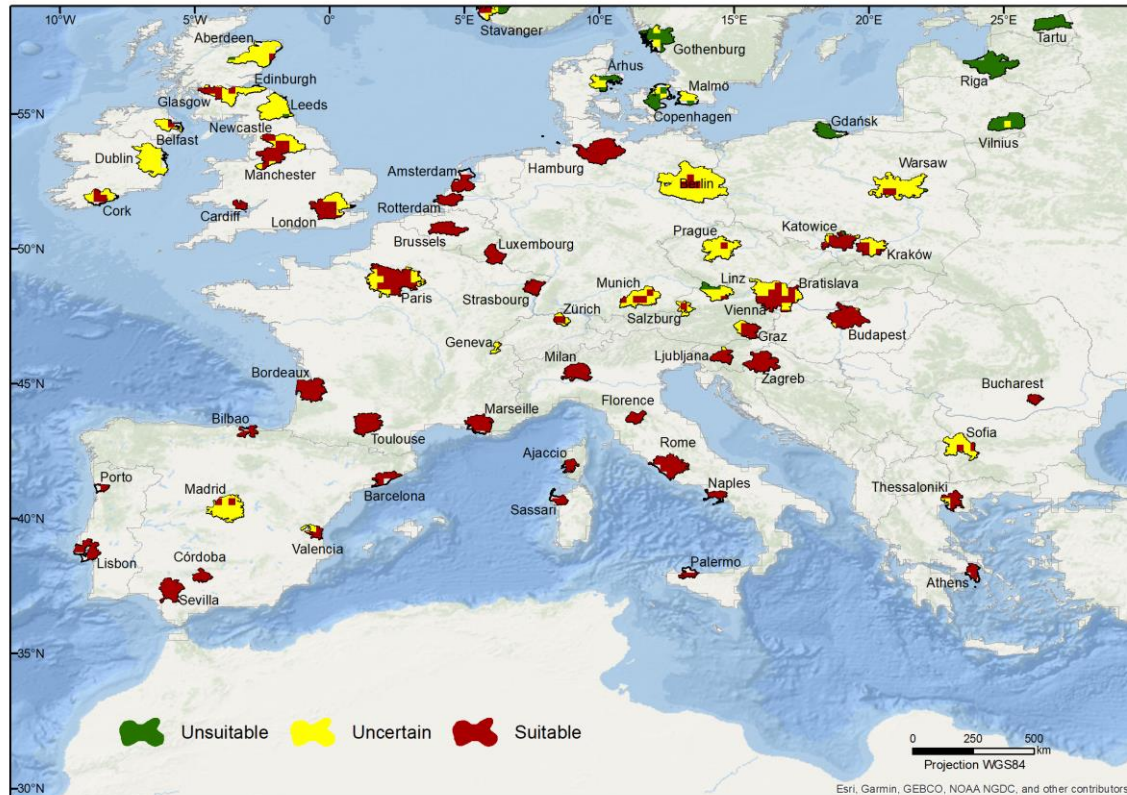 10°W 5°W 0° 5°E 10°E 15°E 20°E 25°E
Stavanger
Tartu
Aberdeen
Gothenburg
Riga
Edinburgh
Århus
Malmö
Glasgow
Leeds
55°N
Copenhagen
Gdańsk
Newcastle
Vilnius
Belfast
Dublin
Hamburg
Warsaw
Manchester
Amsterdam
Berlin
Cork
Cardiff
London
Rotterdam
Katowice
Prague
50°N
Brussels
Luxembourg
Kraków
Munich
Linz
Bratislava
Paris
Strasbourg
Zürich
Salzburg
Vienna
Graz
Budapest
Geneva
Milan
Ljubljana
Zagreb
45°N
Bordeaux
Bucharest
Florence
Bilbao
Marseille
Toulouse
Sofia
Rome
Ajaccio
Porto
Madrid
Barcelona
Naples
Thessaloniki
Sassari
40°N
Valencia
Lisbon
Córdoba
Palermo
Athens
Sevilla
35°N
Unsuitable Uncertain Suitable
0 250 500
km
Projection WGS84
30°N
Esri, Garmin, GEBCO, NOAA NGDC, and other contributors